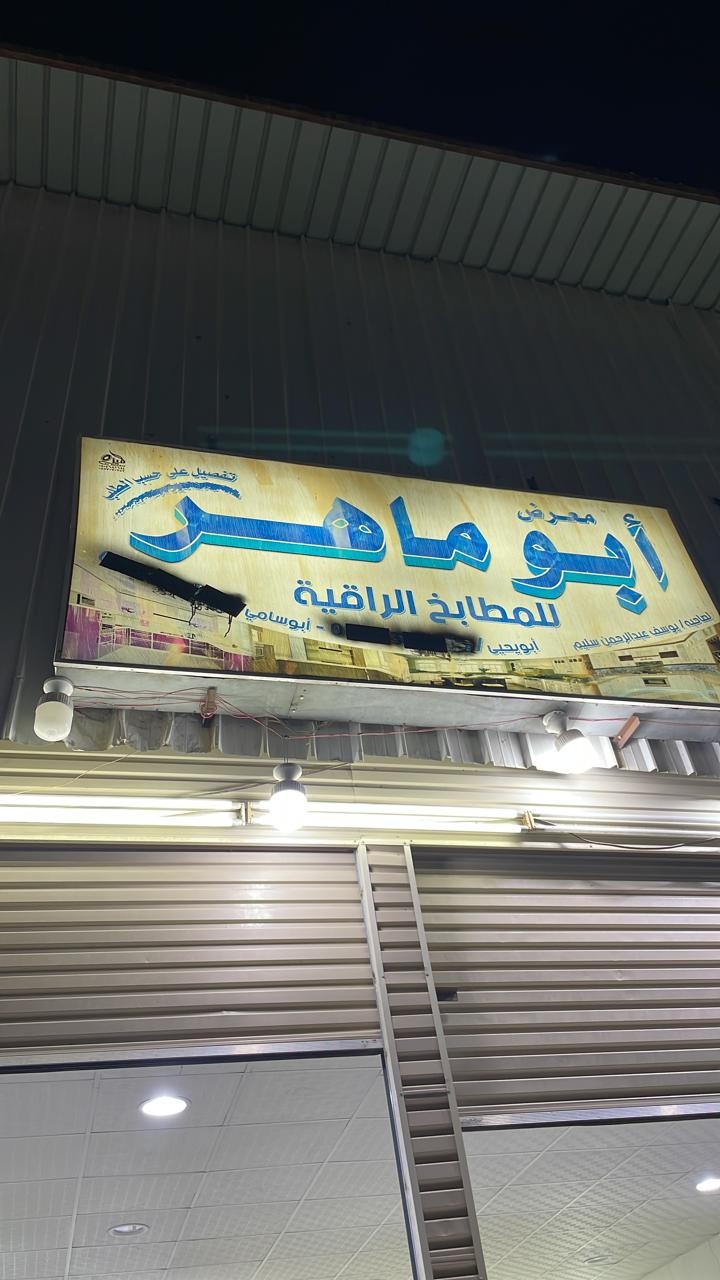 معرض
أبو ماهر
تفصيل على حسب الطلب
للمطابخ الراقية
لصاحبه/ يوسف عبدالرحمن سليم
أبويحيى / - أبوسامي